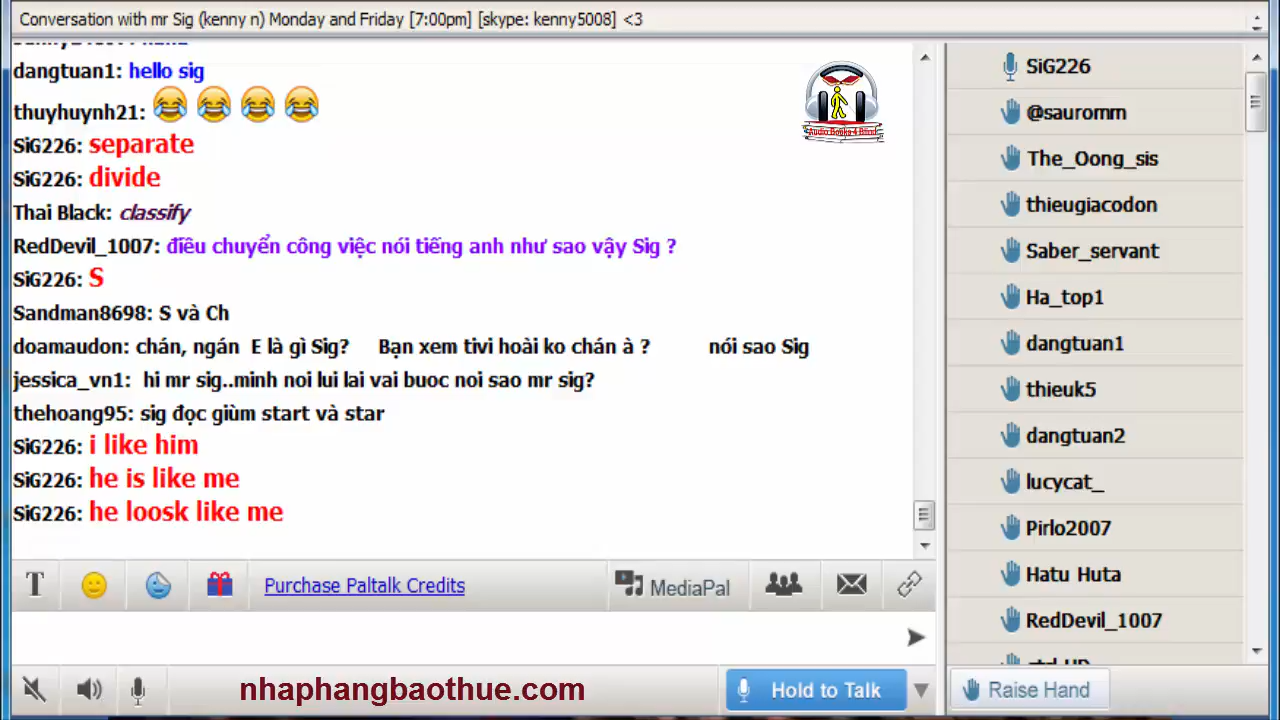 Conversation with mr Sig (kenny n) Monday and Friday [7:00pm] [skype: kenny5008] <3
dangtuan1: hello sig
thuyhuynh21:
SiG226: separate
SiG226: divide
Thai Black: classify
RedDevil_1007: điều chuyển công việc nói tiếng anh như sao vậy Sig ?
SiG226: S
Sandman8698: S và Ch
doamaudon: chán, ngán E là gì Sig? Bạn xem tivi hoài ko chán à ? nói sao Sig
jessica_vn1: hi mr sig..minh noi lui lai vai buoc noi sao mr sig?
thehoang95: sig đọc giùm start và star
SiG226: i like him
SiG226: he is like me
SiG226: he loosk like me
Audio Books 4 Blind
T
Purchase Paltalk Credits
MediaPal
nhaphangbaothue.com
Hold to Talk
SiG226
@sauromm
The_Oong_sis
thieugiacodon
Saber_servant
Ha_top1
dangtuan1
thieuk5
dangtuan2
lucycat_
Pirlo2007
Hatu Huta
RedDevil_1007
Raise Hand